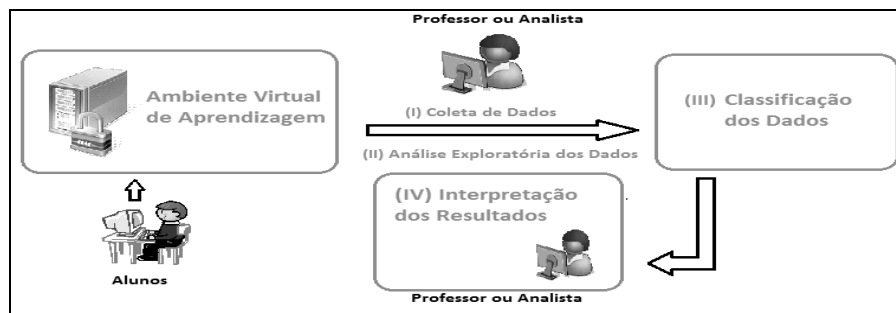 Professor ou Analista
Ambiente Virtual
de Aprendizagem
(I) Coleta de Dados
(II) Análise Exploratória dos Dados
(III) Classificação
dos Dados
(IV) Interpretação
dos Resultados
Alunos
Professor ou Analista